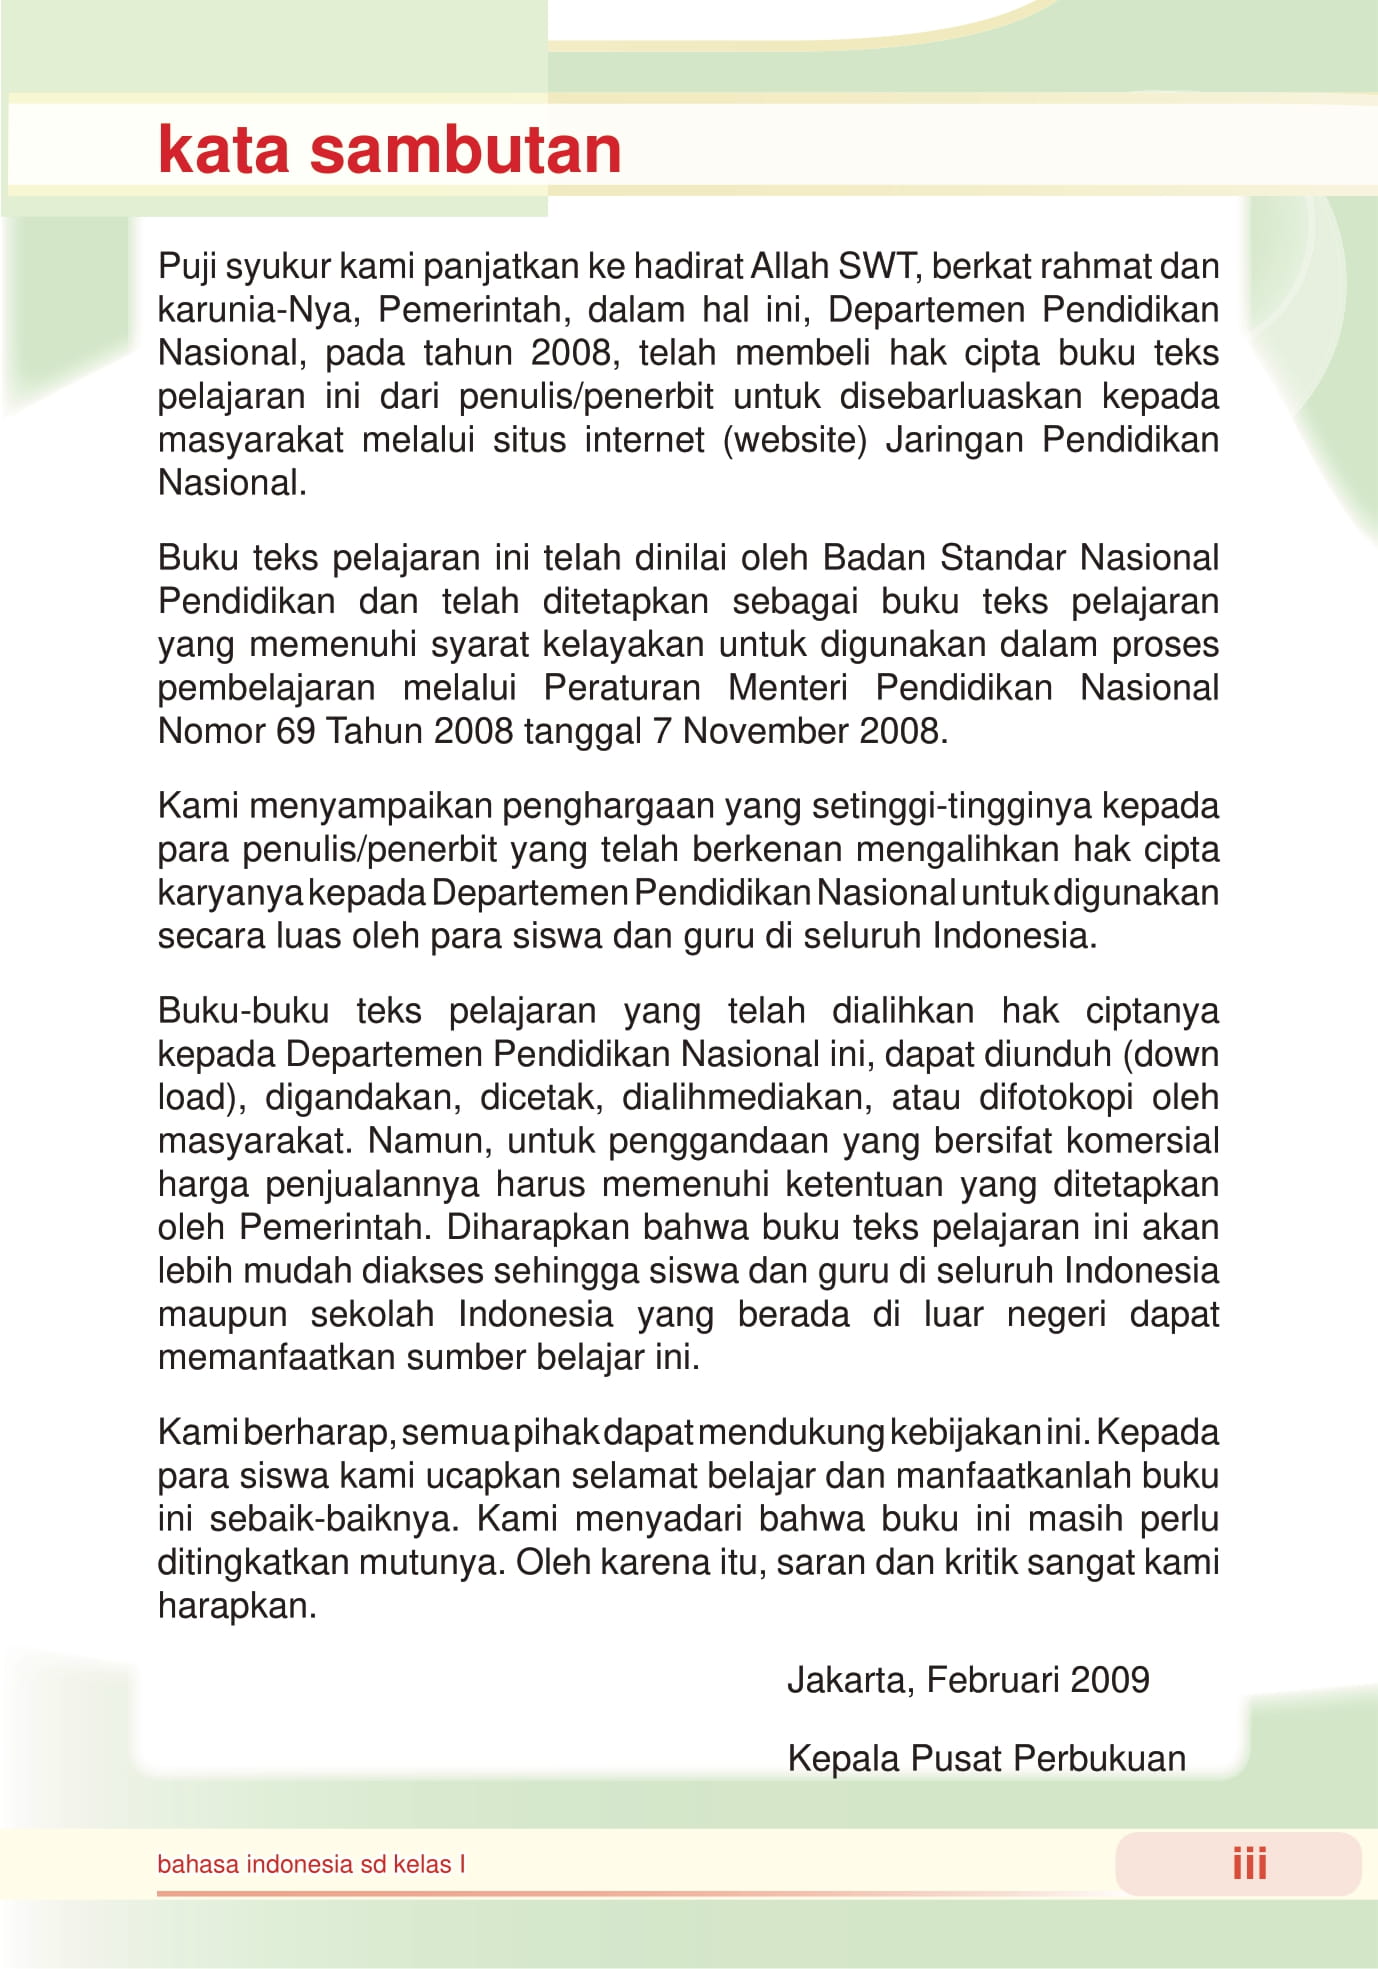 kata sambutan
Puji syukur kami panjatkan ke hadirat Allah SWT, berkat rahmat dan
karunia-Nya, Pemerintah, dalam hal ini, Departemen Pendidikan
Nasional, pada tahun 2008, telah membeli hak cipta buku teks
pelajaran ini dari penulis/penerbit untuk disebarluaskan kepada
masyarakat melalui situs internet (website) Jaringan Pendidikan
Nasional.
Buku teks pelajaran ini telah dinilai oleh Badan Standar Nasional
Pendidikan dan telah ditetapkan sebagai buku teks pelajaran
yang memenuhi syarat kelayakan untuk digunakan dalam proses
pembelajaran melalui Peraturan Menteri Pendidikan Nasional
Nomor 69 Tahun 2008 tanggal 7 November 2008.
Kami menyampaikan penghargaan yang setinggi-tingginya kepada
para penulis/penerbit yang telah berkenan mengalihkan hak cipta
karyanya kepada Departemen Pendidikan Nasional untuk digunakan
secara luas oleh para siswa dan guru di seluruh Indonesia.
Buku-buku teks pelajaran yang telah dialihkan hak ciptanya
kepada Departemen Pendidikan Nasional ini, dapat diunduh (down
load), digandakan, dicetak, dialihmediakan, atau difotokopi oleh
masyarakat. Namun, untuk penggandaan yang bersifat komersial
harga penjualannya harus memenuhi ketentuan yang ditetapkan
oleh Pemerintah. Diharapkan bahwa buku teks pelajaran ini akan
lebih mudah diakses sehingga siswa dan guru di seluruh Indonesia
maupun sekolah Indonesia yang berada di luar negeri dapat
memanfaatkan sumber belajar ini.
Kami berharap, semua pihak dapat mendukung kebijakan ini. Kepada
para siswa kami ucapkan selamat belajar dan manfaatkanlah buku
ini sebaik-baiknya. Kami menyadari bahwa buku ini masih perlu
ditingkatkan mutunya. Oleh karena itu, saran dan kritik sangat kami
harapkan.
Jakarta, Februari 2009
Kepala Pusat Perbukuan
bahasa indonesia sd kelas I
iii